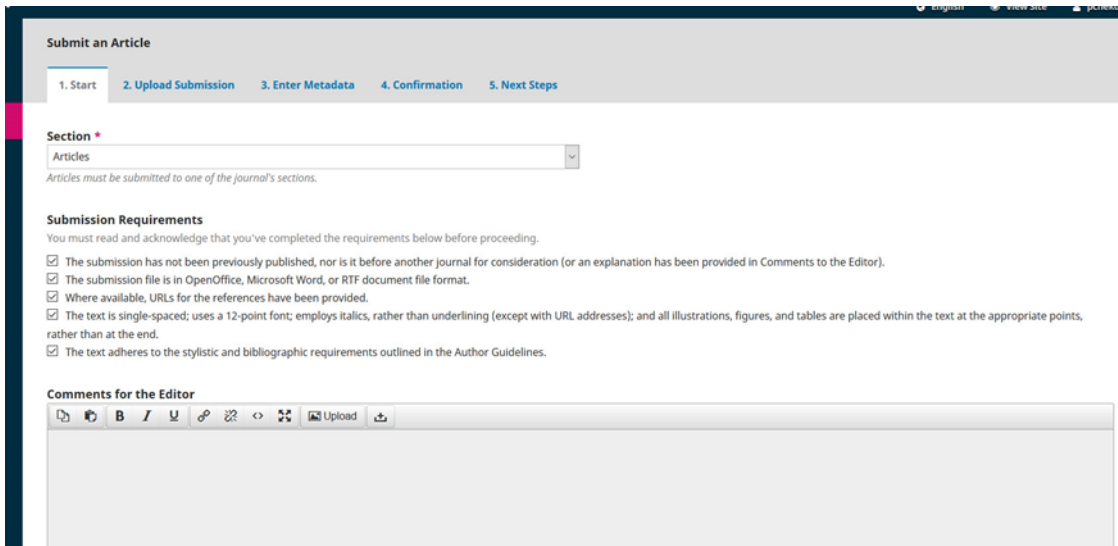 English View Site
Submit an Article
1. Start 2. Upload Submission 3. Enter Metadata 4. Confirmation 5. Next Steps
Section *
Articles
Articles must be submitted to one of the journal's sections.
Submission Requirements
You must read and acknowledge that you've completed the requirements below before proceeding.
The submission has not been previously published, nor is it before another journal for consideration (or an explanation has been provided in Comments to the Editor).
The submission file is in OpenOffice, Microsoft Word, or RTF document file format.
Where available, URLs for the references have been provided.
The text is single-spaced; uses a 12-point font; employs italics, rather than underlining (except with URL addresses); and all illustrations, figures, and tables are placed within the text at the appropriate points,
rather than at the end.
The text adheres to the stylistic and bibliographic requirements outlined in the Author Guidelines.
Comments for the Editor
B I U Upload